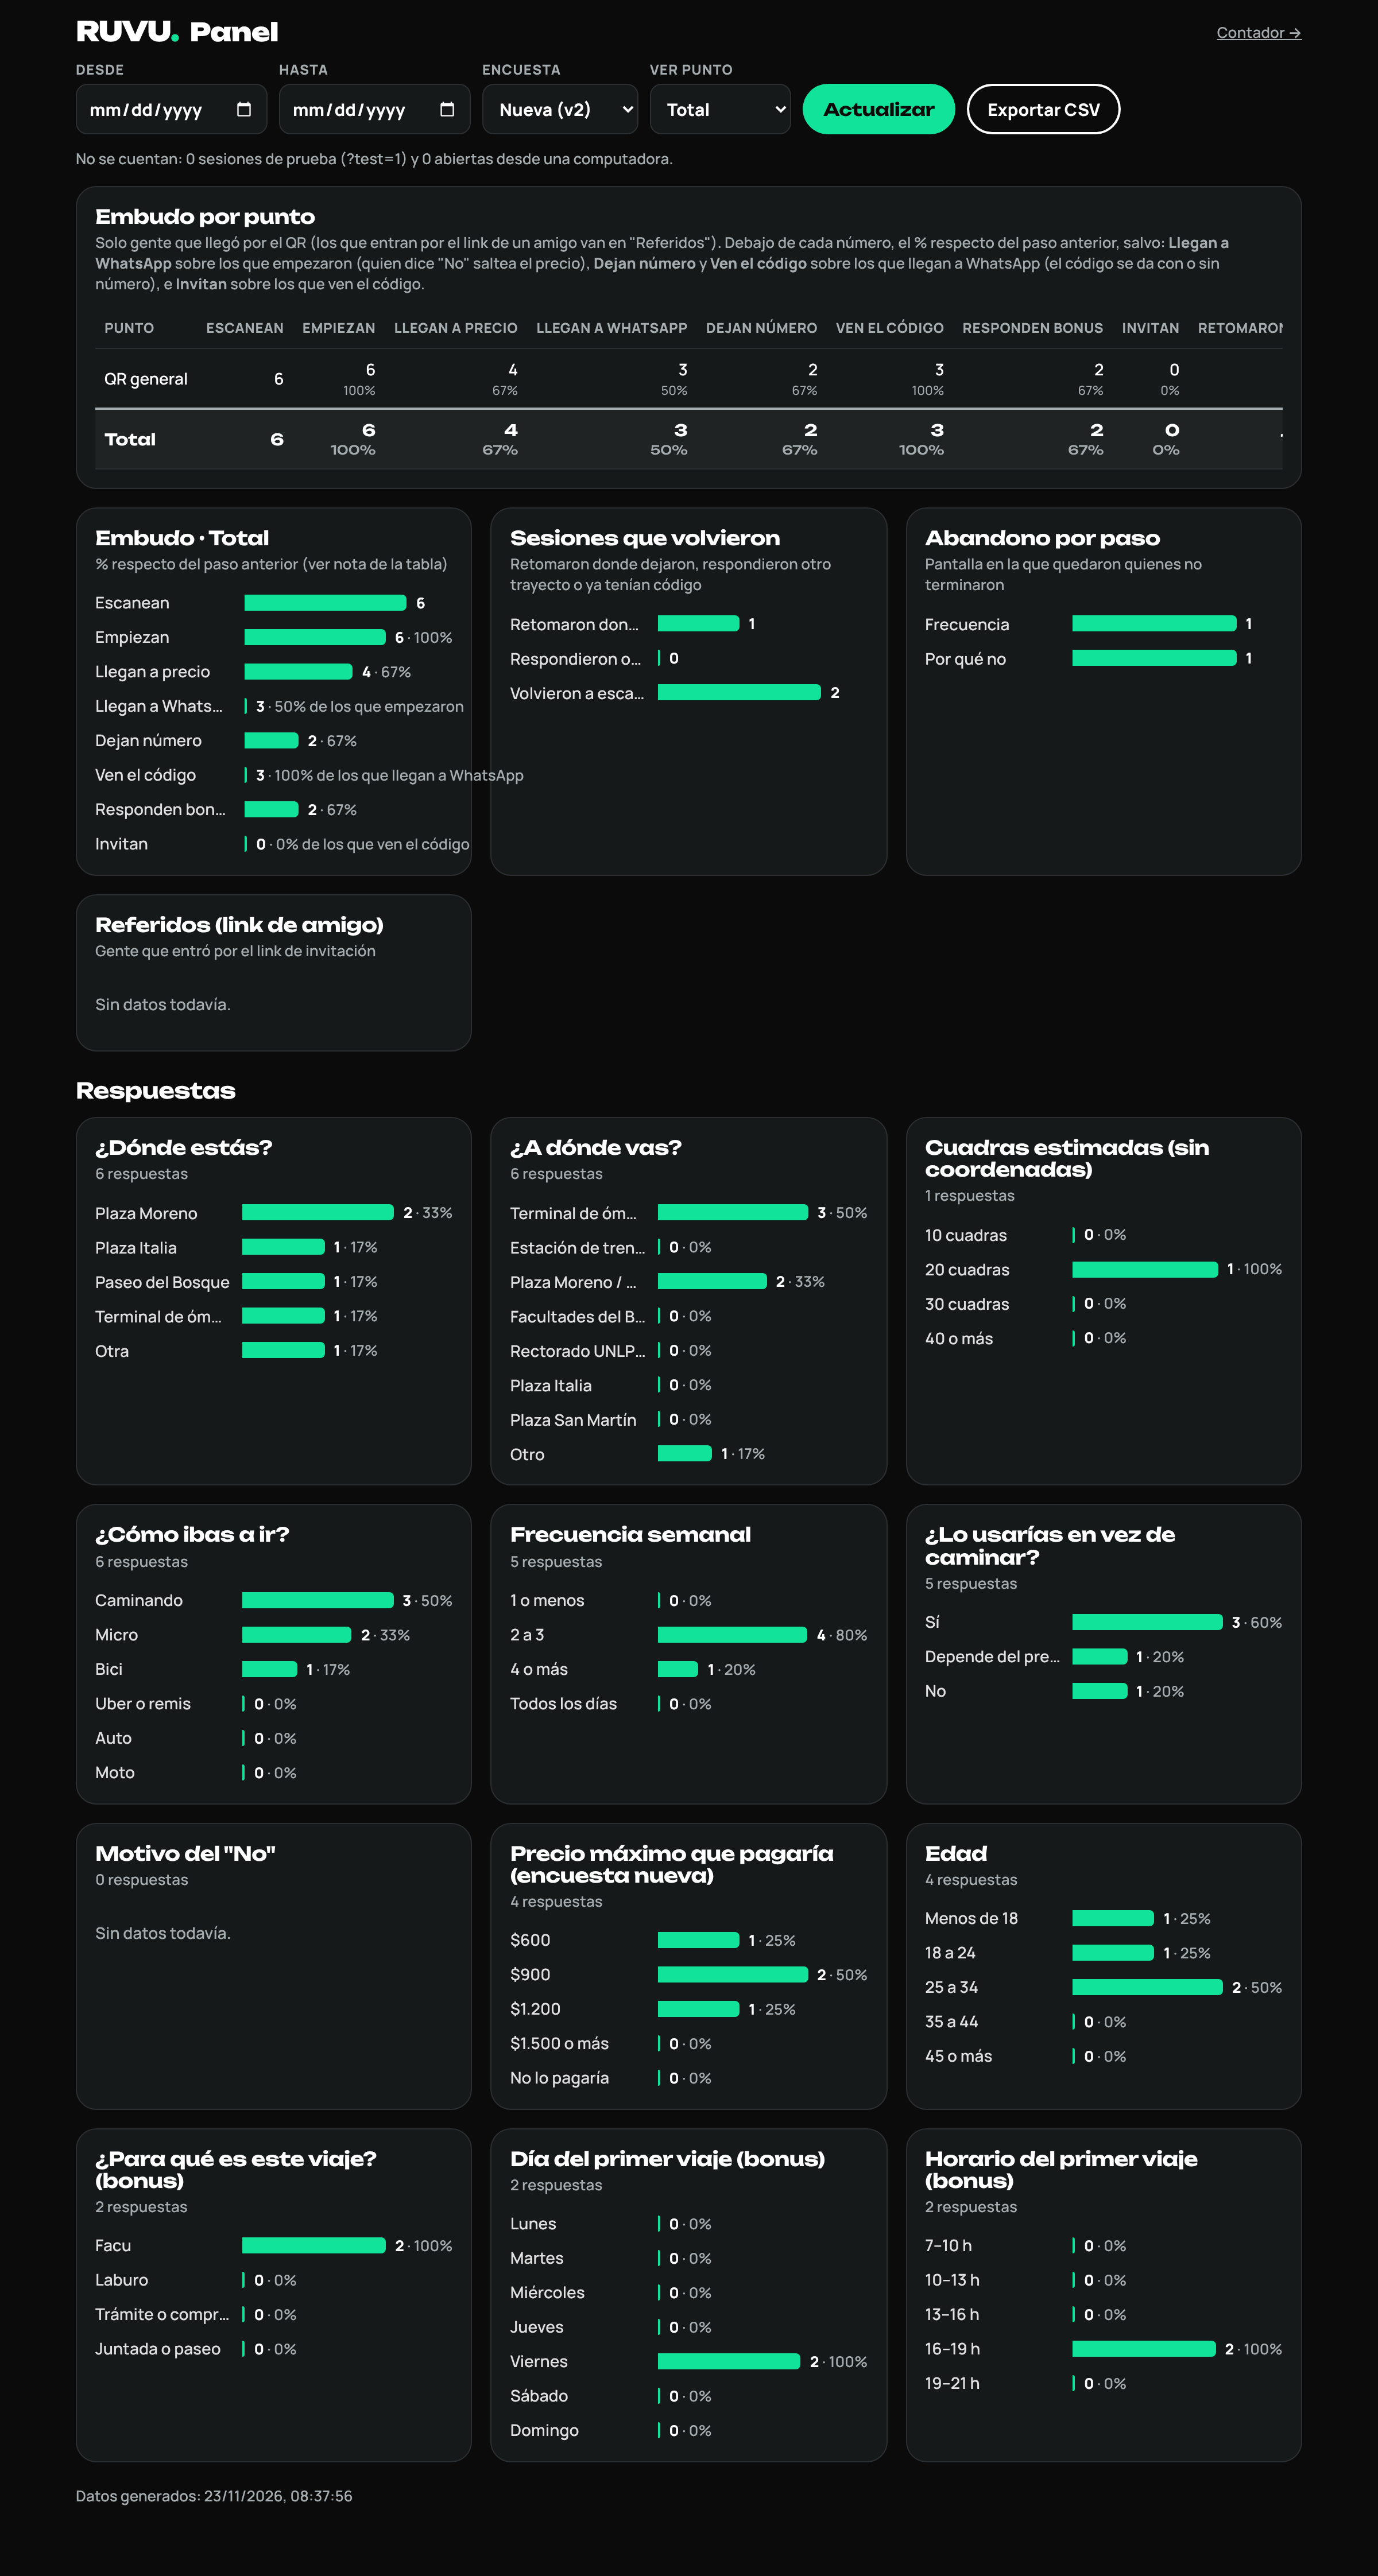 RUVU. Panel
Contador →
DESDE HASTA ENCUESTA VER PUNTO
mm/dd/yyyy mm/dd/yyyy Nueva (v2) Total Actualizar Exportar CSV
No se cuentan: 0 sesiones de prueba (?test=1) y 0 abiertas desde una computadora.
Embudo por punto
Solo gente que llegó por el QR (los que entran por el link de un amigo van en "Referidos"). Debajo de cada número, el % respecto del paso anterior, salvo: Llegan a
WhatsApp sobre los que empezaron (quien dice "No" saltea el precio), Dejan número y Ven el código sobre los que llegan a WhatsApp (el código se da con o sin
número), e Invitan sobre los que ven el código.
PUNTO ESCANEAN EMPIEZAN LLEGAN A PRECIO LLEGAN A WHATSAPP DEJAN NÚMERO VEN EL CÓDIGO RESPONDEN BONUS INVITAN RETOMARON
QR general 6 6 4 3 2 3 2 0
100% 67% 50% 67% 100% 67% 0%
Total 6 6 4 3 2 3 2 0
100% 67% 50% 67% 100% 67% 0%
Embudo · Total
% respecto del paso anterior (ver nota de la tabla)
Escanean 6
Empiezan 6 · 100%
Llegan a precio 4 · 67%
Llegan a Whats... 3 · 50% de los que empezaron
Dejan número 2 · 67%
Ven el código 3 · 100% de los que llegan a WhatsApp
Responden bon... 2 · 67%
Invitan 0 · 0% de los que ven el código
Sesiones que volvieron
Retomaron donde dejaron, respondieron otro
trayecto o ya tenían código
Retomaron don... 1
Respondieron o... 0
Volvieron a esca... 2
Abandono por paso
Pantalla en la que quedaron quienes no
terminaron
Frecuencia 1
Por qué no 1
Referidos (link de amigo)
Gente que entró por el link de invitación
Sin datos todavía.
Respuestas
¿Dónde estás?
6 respuestas
Plaza Moreno 2 · 33%
Plaza Italia 1 · 17%
Paseo del Bosque 1 · 17%
Terminal de óm... 1 · 17%
Otra 1 · 17%
¿A dónde vas?
6 respuestas
Terminal de óm... 3 · 50%
Estación de tren... 0 · 0%
Plaza Moreno / ... 2 · 33%
Facultades del B... 0 · 0%
Rectorado UNLP... 0 · 0%
Plaza Italia 0 · 0%
Plaza San Martín 0 · 0%
Otro 1 · 17%
Cuadras estimadas (sin
coordenadas)
1 respuestas
10 cuadras 0 · 0%
20 cuadras 1 · 100%
30 cuadras 0 · 0%
40 o más 0 · 0%
¿Cómo ibas a ir?
6 respuestas
Caminando 3 · 50%
Micro 2 · 33%
Bici 1 · 17%
Uber o remis 0 · 0%
Auto 0 · 0%
Moto 0 · 0%
Frecuencia semanal
5 respuestas
1 o menos 0 · 0%
2 a 3 4 · 80%
4 o más 1 · 20%
Todos los días 0 · 0%
¿Lo usarías en vez de
caminar?
5 respuestas
Sí 3 · 60%
Depende del pre... 1 · 20%
No 1 · 20%
Motivo del "No"
0 respuestas
Sin datos todavía.
Precio máximo que pagaría
(encuesta nueva)
4 respuestas
$600 1 · 25%
$900 2 · 50%
$1.200 1 · 25%
$1.500 o más 0 · 0%
No lo pagaría 0 · 0%
Edad
4 respuestas
Menos de 18 1 · 25%
18 a 24 1 · 25%
25 a 34 2 · 50%
35 a 44 0 · 0%
45 o más 0 · 0%
¿Para qué es este viaje?
(bonus)
2 respuestas
Facu 2 · 100%
Laburo 0 · 0%
Trámite o compr... 0 · 0%
Juntada o paseo 0 · 0%
Día del primer viaje (bonus)
2 respuestas
Lunes 0 · 0%
Martes 0 · 0%
Miércoles 0 · 0%
Jueves 0 · 0%
Viernes 2 · 100%
Sábado 0 · 0%
Domingo 0 · 0%
Horario del primer viaje
(bonus)
2 respuestas
7–10 h 0 · 0%
10–13 h 0 · 0%
13–16 h 0 · 0%
16–19 h 2 · 100%
19–21 h 0 · 0%
Datos generados: 23/11/2026, 08:37:56